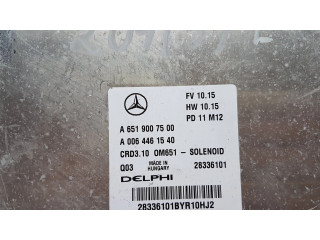 FV 10.15
HW 10.15
PD 11 M12
A 651 900 75 00
A 006 446 15 40
CRD3.10 OM651 - SOLENOID
Q03 MADE IN HUNGARY 28336101
DELPHI
28336101BYR10HJ2